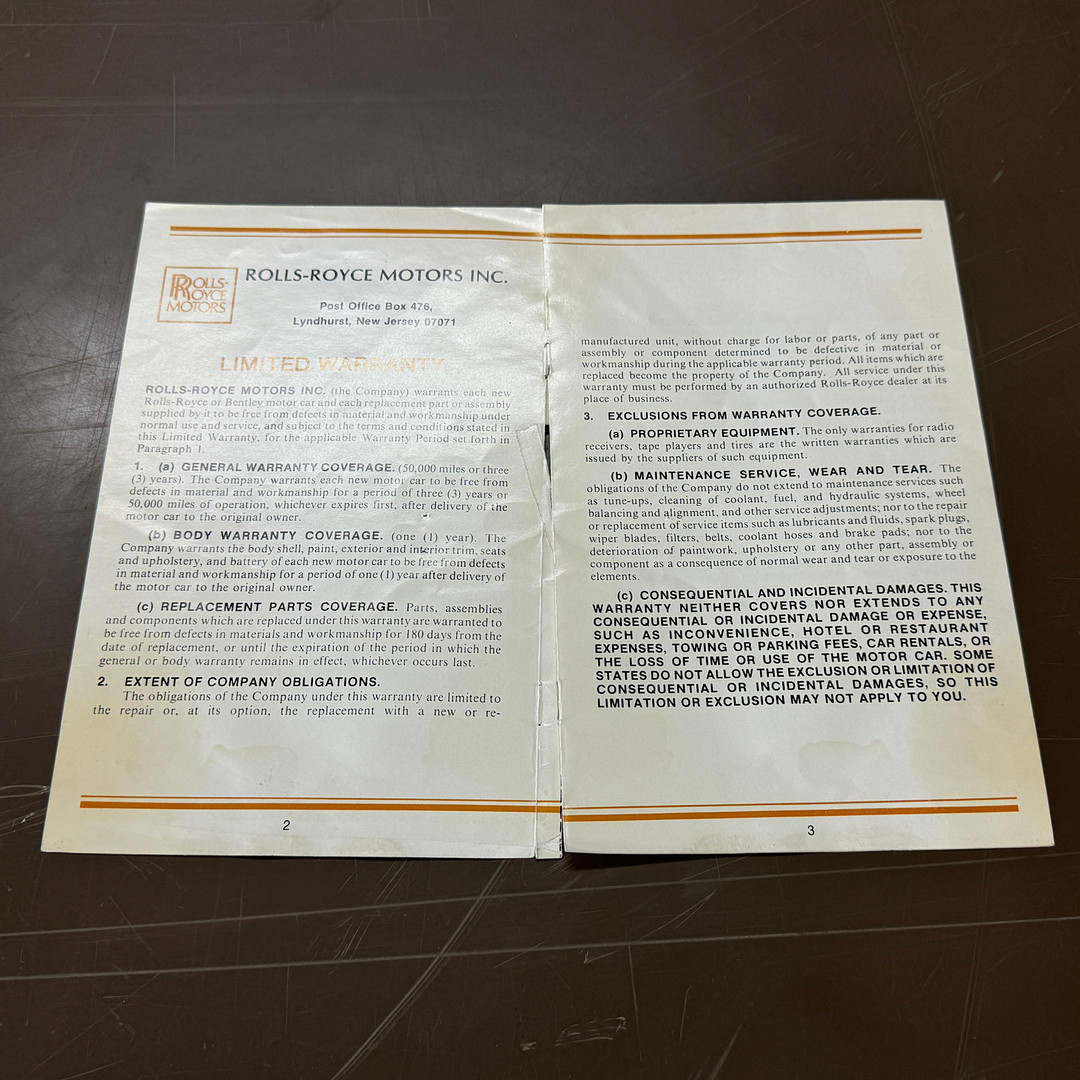 ROLLS-
ROYCE
MOTORS
ROLLS-ROYCE MOTORS INC.
Post Office Box 476,
Lyndhurst, New Jersey 07071
LIMITED WARRANTY
ROLLS-ROYCE MOTORS INC. (the Company) warrants each new
Rolls-Royce or Bentley motor car and each replacement part or assembly
supplied by it to be free from defects in material and workmanship under
normal use and service, and subject to the terms and conditions stated in
this Limited Warranty, for the applicable Warranty Period set forth in
Paragraph 1.
1. (a) GENERAL WARRANTY COVERAGE. (50,000 miles or three
(3) years). The Company warrants each new motor car to be free from
defects in material and workmanship for a period of three (3) years or
50,000 miles of operation, whichever expires first, after delivery of the
motor car to the original owner.
(b) BODY WARRANTY COVERAGE. (one (1) year). The
Company warrants the body shell, paint, exterior and interior trim, seats
and upholstery, and battery of each new motor car to be free from defects
in material and workmanship for a period of one (1) year after delivery of
the motor car to the original owner.
(c) REPLACEMENT PARTS COVERAGE. Parts, assemblies
and components which are replaced under this warranty are warranted to
be free from defects in materials and workmanship for 180 days from the
date of replacement, or until the expiration of the period in which the
general or body warranty remains in effect, whichever occurs last.
2. EXTENT OF COMPANY OBLIGATIONS.
The obligations of the Company under this warranty are limited to
the repair or, at its option, the replacement with a new or re-
2
manufactured unit, without charge for labor or parts, of any part or
assembly or component determined to be defective in material or
workmanship during the applicable warranty period. All items which are
replaced become the property of the Company. All service under this
warranty must be performed by an authorized Rolls-Royce dealer at its
place of business.
3. EXCLUSIONS FROM WARRANTY COVERAGE.
(a) PROPRIETARY EQUIPMENT. The only warranties for radio
receivers, tape players and tires are the written warranties which are
issued by the suppliers of such equipment.
(b) MAINTENANCE SERVICE, WEAR AND TEAR. The
obligations of the Company do not extend to maintenance services such
as tune-ups, cleaning of coolant, fuel, and hydraulic systems, wheel
balancing and alignment, and other service adjustments; nor to the repair
or replacement of service items such as lubricants and fluids, spark plugs,
wiper blades, filters, belts, coolant hoses and brake pads; nor to the
deterioration of paintwork, upholstery or any other part, assembly or
component as a consequence of normal wear and tear or exposure to the
elements.
(c) CONSEQUENTIAL AND INCIDENTAL DAMAGES. THIS
WARRANTY NEITHER COVERS NOR EXTENDS TO ANY
CONSEQUENTIAL OR INCIDENTAL DAMAGE OR EXPENSE,
SUCH AS INCONVENIENCE, HOTEL OR RESTAURANT
EXPENSES, TOWING OR PARKING FEES, CAR RENTALS, OR
THE LOSS OF TIME OR USE OF THE MOTOR CAR. SOME
STATES DO NOT ALLOW THE EXCLUSION OR LIMITATION OF
CONSEQUENTIAL OR INCIDENTAL DAMAGES, SO THIS
LIMITATION OR EXCLUSION MAY NOT APPLY TO YOU.
3